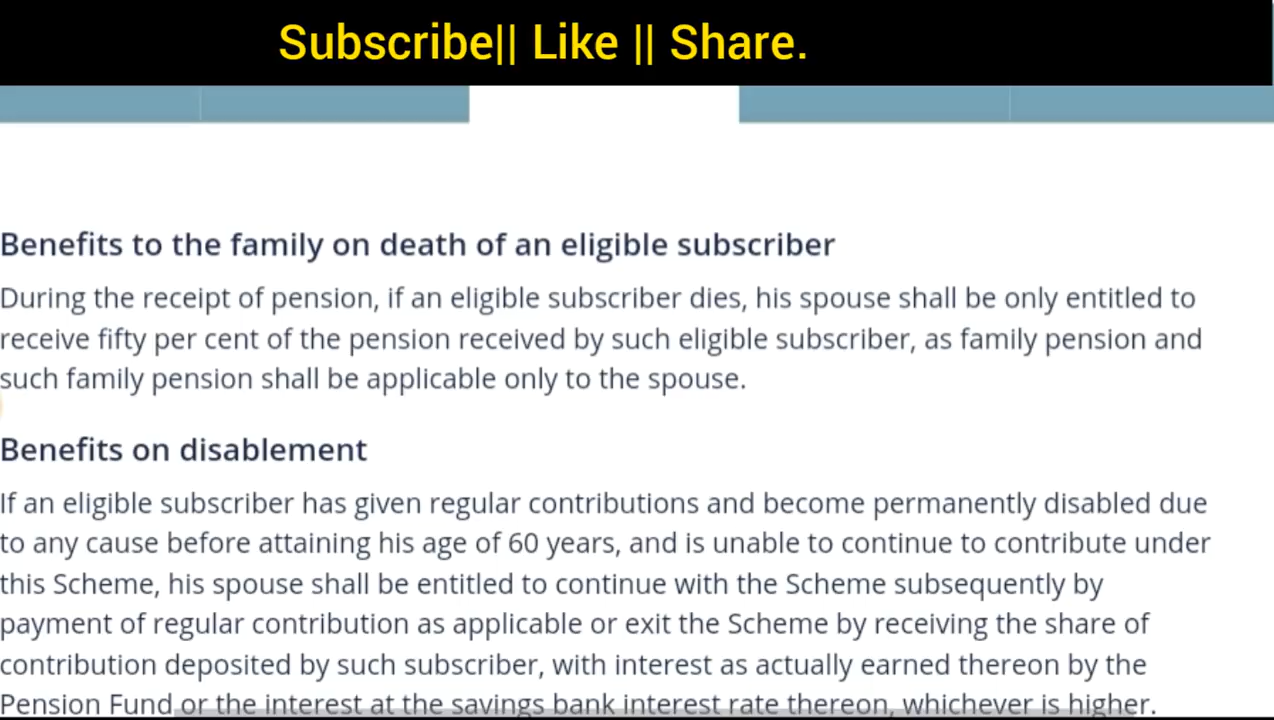 Subscribe|| Like || Share.
Benefits to the family on death of an eligible subscriber
During the receipt of pension, if an eligible subscriber dies, his spouse shall be only entitled to
receive fifty per cent of the pension received by such eligible subscriber, as family pension and
such family pension shall be applicable only to the spouse.
Benefits on disablement
If an eligible subscriber has given regular contributions and become permanently disabled due
to any cause before attaining his age of 60 years, and is unable to continue to contribute under
this Scheme, his spouse shall be entitled to continue with the Scheme subsequently by
payment of regular contribution as applicable or exit the Scheme by receiving the share of
contribution deposited by such subscriber, with interest as actually earned thereon by the
Pension Fund or the interest at the savings bank interest rate thereon, whichever is higher.